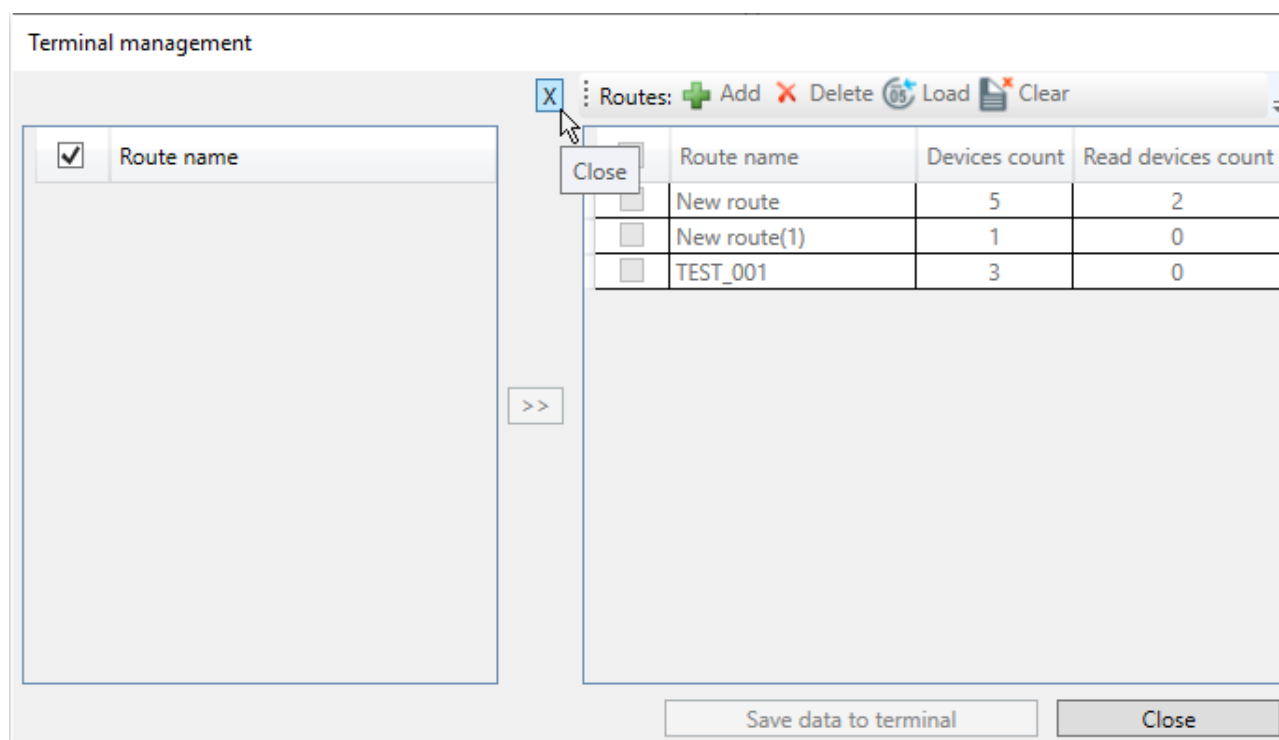 Terminal management
X
Routes: Add Delete Load Clear
Route name
Close
Route name Devices count Read devices count
New route 5 2
New route(1) 1 0
TEST_001 3 0
>>
Save data to terminal Close